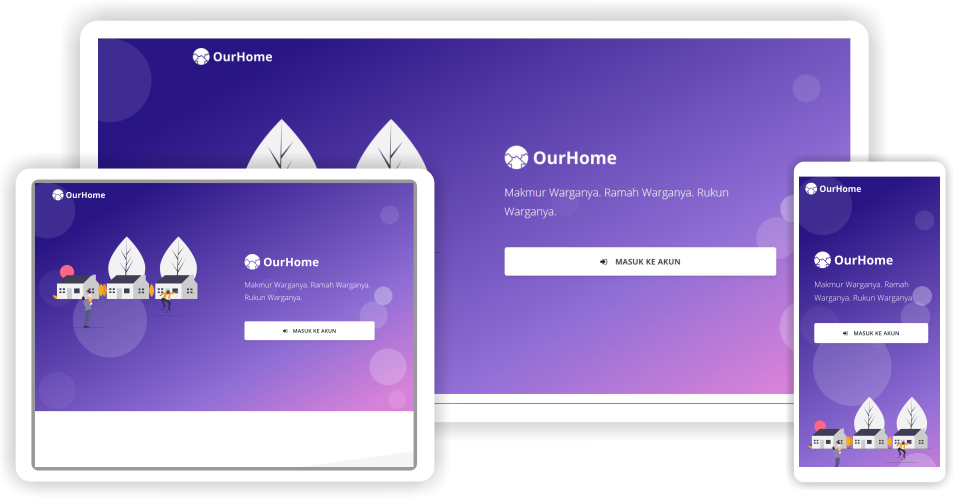 OurHome
OurHome
Makmur Warganya. Ramah Warganya. Rukun
Warganya.
MASUK KE AKUN
OurHome
OurHome
Makmur Warganya. Ramah Warganya.
Rukun Warganya.
MASUK KE AKUN
OurHome
OurHome
Makmur Warganya. Ramah
Warganya. Rukun Warganya.
MASUK KE AKUN